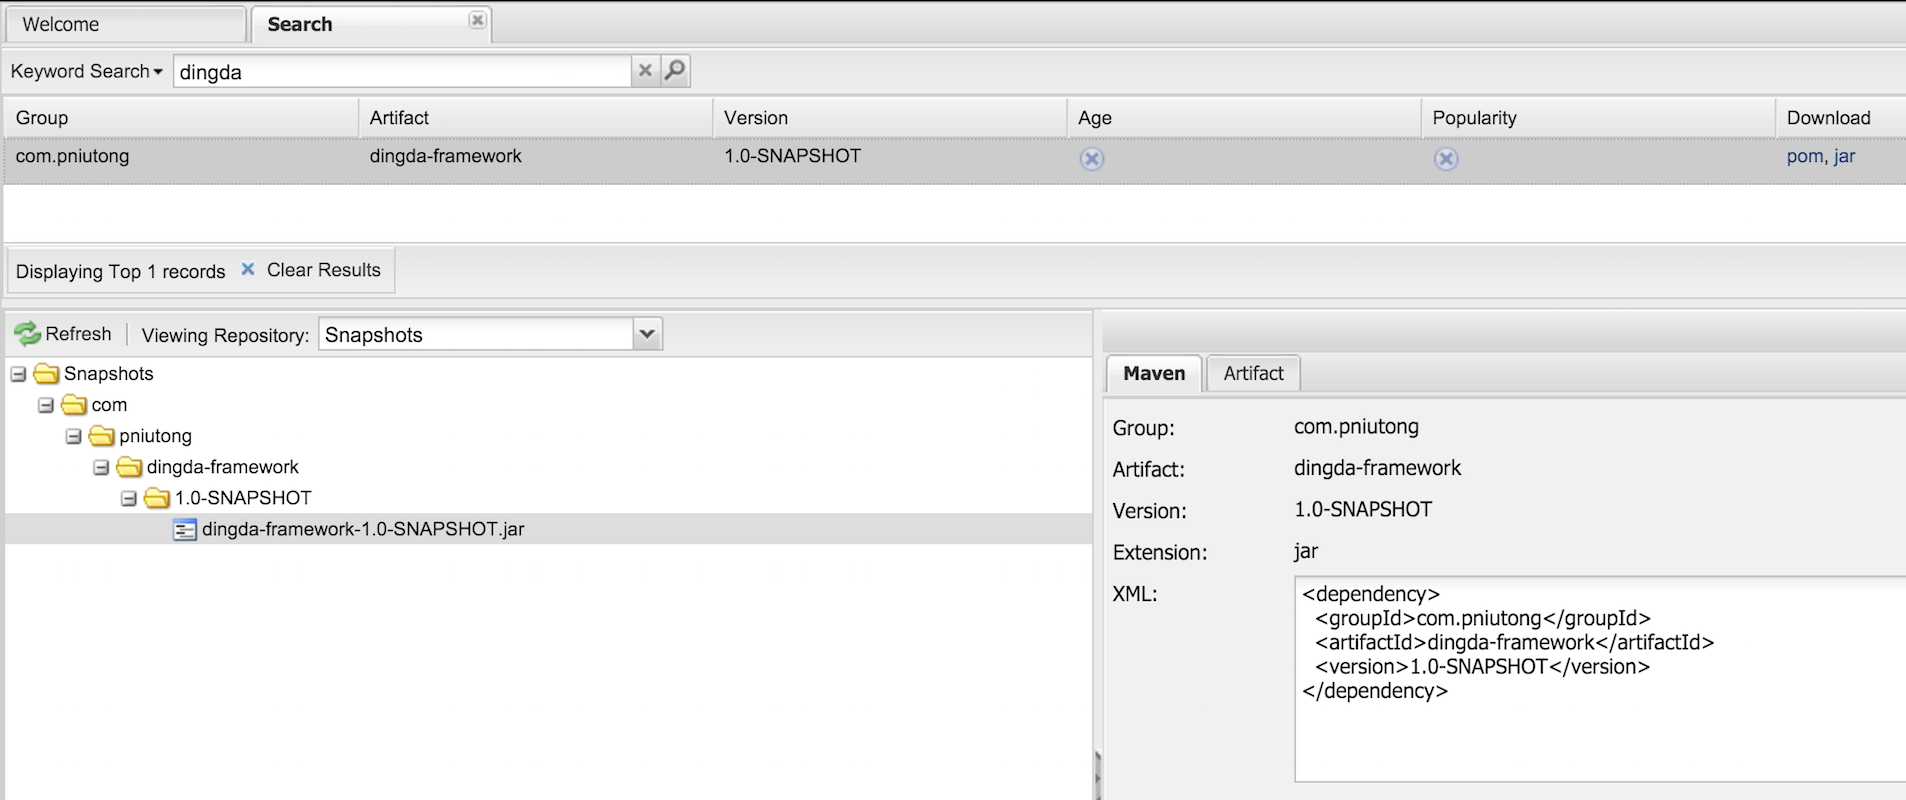 Welcome
Search
Keyword Search
dingda
Group Artifact Version Age Popularity Download
com.pniutong dingda-framework 1.0-SNAPSHOT pom, jar
Displaying Top 1 records Clear Results
Refresh Viewing Repository: Snapshots
Snapshots
com
pniutong
dingda-framework
1.0-SNAPSHOT
dingda-framework-1.0-SNAPSHOT.jar
Maven Artifact
Group: com.pniutong
Artifact: dingda-framework
Version: 1.0-SNAPSHOT
Extension: jar
XML:
<dependency>
<groupId>com.pniutong</groupId>
<artifactId>dingda-framework</artifactId>
<version>1.0-SNAPSHOT</version>
</dependency>